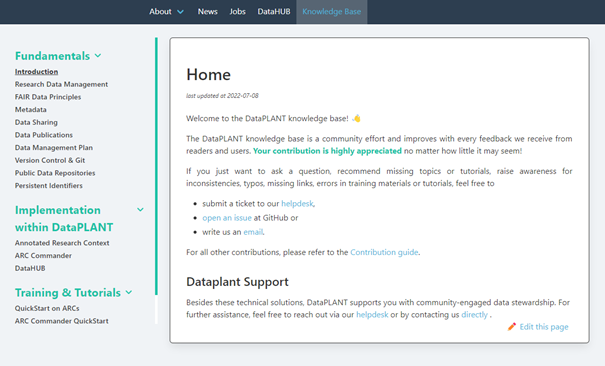 About News Jobs DataHUB Knowledge Base
Fundamentals
Introduction
Research Data Management
FAIR Data Principles
Metadata
Data Sharing
Data Publications
Data Management Plan
Version Control & Git
Public Data Repositories
Persistent Identifiers
Implementation
within DataPLANT
Annotated Research Context
ARC Commander
DataHUB
Training & Tutorials
QuickStart on ARCs
ARC Commander QuickStart
Home
last updated at 2022-07-08
Welcome to the DataPLANT knowledge base! 👋
The DataPLANT knowledge base is a community effort and improves with every feedback we receive from
readers and users. Your contribution is highly appreciated no matter how little it may seem!
If you just want to ask a question, recommend missing topics or tutorials, raise awareness for
inconsistencies, typos, missing links, errors in training materials or tutorials, feel free to
• submit a ticket to our helpdesk,
• open an issue at GitHub or
• write us an email.
For all other contributions, please refer to the Contribution guide.
Dataplant Support
Besides these technical solutions, DataPLANT supports you with community-engaged data stewardship. For
further assistance, feel free to reach out via our helpdesk or by contacting us directly .
Edit this page